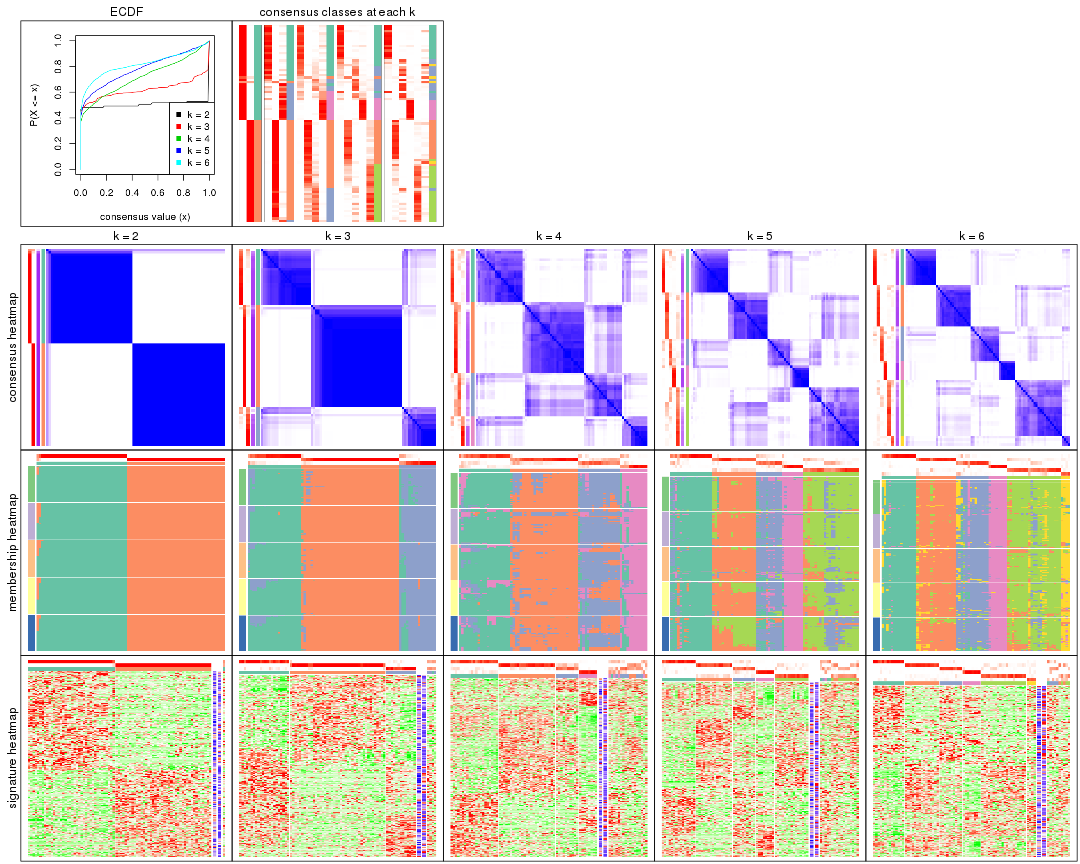 ECDF
consensus classes at each k
P(X <= x)
0.0 0.2 0.4 0.6 0.8 1.0
k = 2
k = 3
k = 4
k = 5
k = 6
0.0 0.2 0.4 0.6 0.8 1.0
consensus value (x)
k = 2
k = 3
k = 4
k = 5
k = 6
consensus heatmap
membership heatmap
signature heatmap